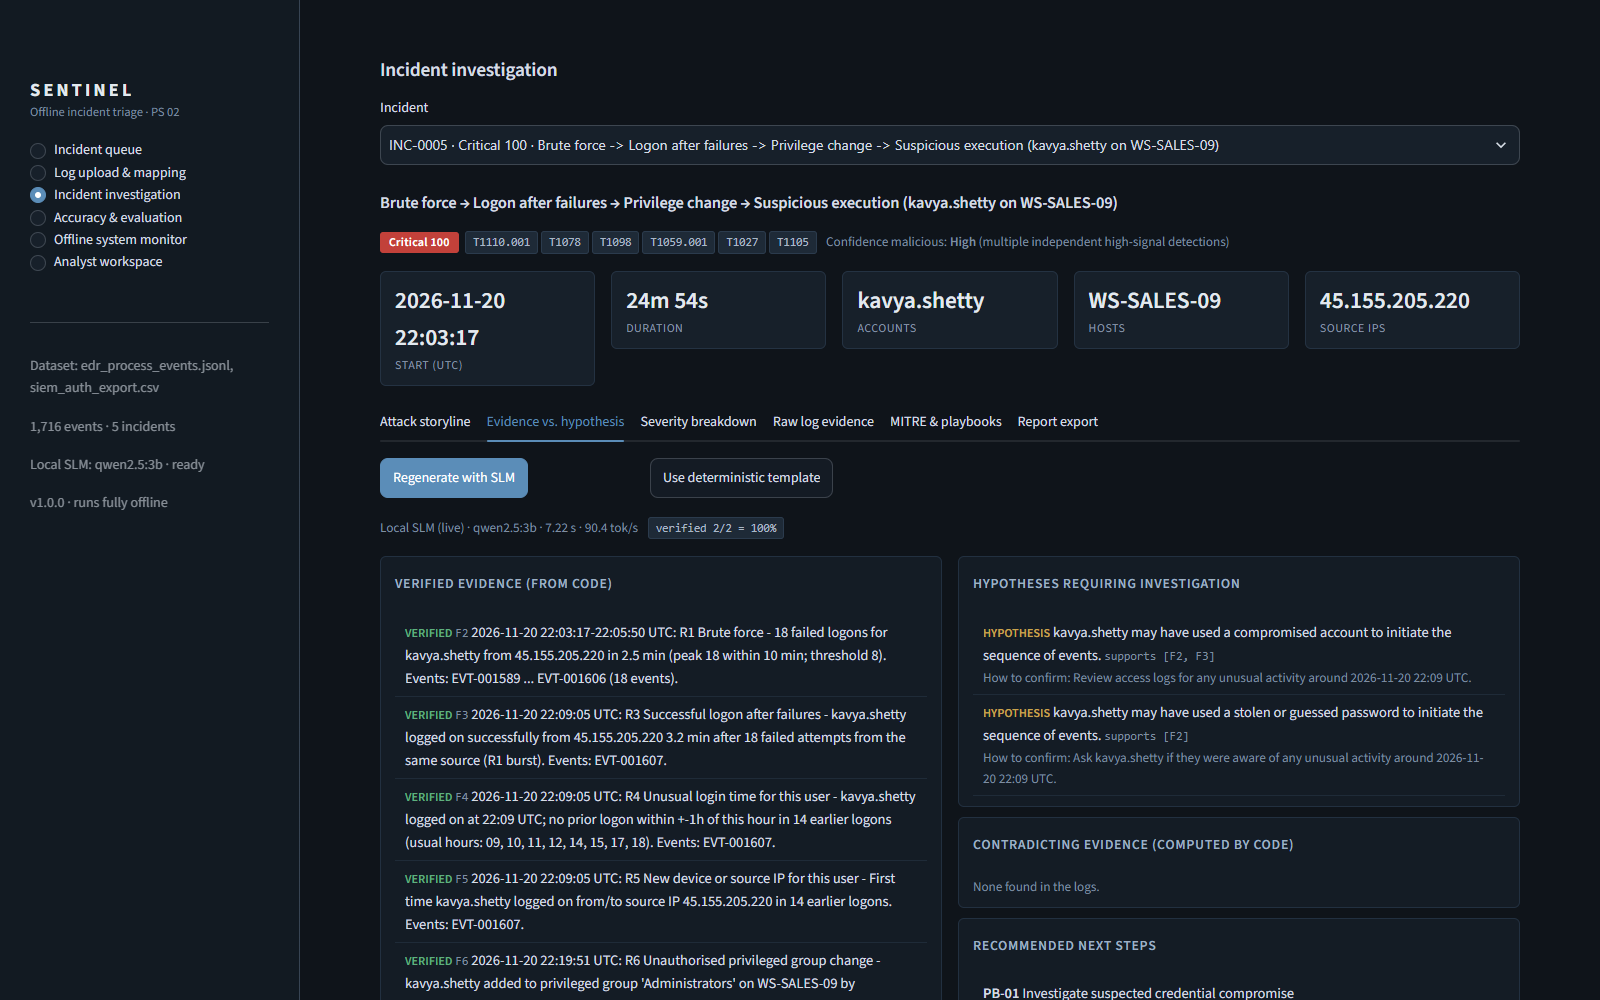 SENTINEL
Offline incident triage · PS 02
Incident queue
Log upload & mapping
Incident investigation
Accuracy & evaluation
Offline system monitor
Analyst workspace
Dataset: edr_process_events.jsonl,
siem_auth_export.csv
1,716 events · 5 incidents
Local SLM: qwen2.5:3b · ready
v1.0.0 · runs fully offline
Incident investigation
Incident
INC-0005 · Critical 100 · Brute force -> Logon after failures -> Privilege change -> Suspicious execution (kavya.shetty on WS-SALES-09)
Brute force → Logon after failures → Privilege change → Suspicious execution (kavya.shetty on WS-SALES-09)
Critical 100 T1110.001 T1078 T1098 T1059.001 T1027 T1105 Confidence malicious: High (multiple independent high-signal detections)
2026-11-20
22:03:17
START (UTC)
24m 54s
DURATION
kavya.shetty
ACCOUNTS
WS-SALES-09
HOSTS
45.155.205.220
SOURCE IPS
Attack storyline Evidence vs. hypothesis Severity breakdown Raw log evidence MITRE & playbooks Report export
Regenerate with SLM Use deterministic template
Local SLM (live) · qwen2.5:3b · 7.22 s · 90.4 tok/s verified 2/2 = 100%
VERIFIED EVIDENCE (FROM CODE)
VERIFIED F2 2026-11-20 22:03:17-22:05:50 UTC: R1 Brute force - 18 failed logons for
kavya.shetty from 45.155.205.220 in 2.5 min (peak 18 within 10 min; threshold 8).
Events: EVT-001589 ... EVT-001606 (18 events).
VERIFIED F3 2026-11-20 22:09:05 UTC: R3 Successful logon after failures - kavya.shetty
logged on successfully from 45.155.205.220 3.2 min after 18 failed attempts from the
same source (R1 burst). Events: EVT-001607.
VERIFIED F4 2026-11-20 22:09:05 UTC: R4 Unusual login time for this user - kavya.shetty
logged on at 22:09 UTC; no prior logon within +-1h of this hour in 14 earlier logons
(usual hours: 09, 10, 11, 12, 14, 15, 17, 18). Events: EVT-001607.
VERIFIED F5 2026-11-20 22:09:05 UTC: R5 New device or source IP for this user - First
time kavya.shetty logged on from/to source IP 45.155.205.220 in 14 earlier logons.
Events: EVT-001607.
VERIFIED F6 2026-11-20 22:19:51 UTC: R6 Unauthorised privileged group change -
kavya.shetty added to privileged group 'Administrators' on WS-SALES-09 by
HYPOTHESES REQUIRING INVESTIGATION
HYPOTHESIS kavya.shetty may have used a compromised account to initiate the
sequence of events. supports [F2, F3]
How to confirm: Review access logs for any unusual activity around 2026-11-20 22:09 UTC.
HYPOTHESIS kavya.shetty may have used a stolen or guessed password to initiate the
sequence of events. supports [F2]
How to confirm: Ask kavya.shetty if they were aware of any unusual activity around 2026-11-
20 22:09 UTC.
CONTRADICTING EVIDENCE (COMPUTED BY CODE)
None found in the logs.
RECOMMENDED NEXT STEPS
PB-01 Investigate suspected credential compromise